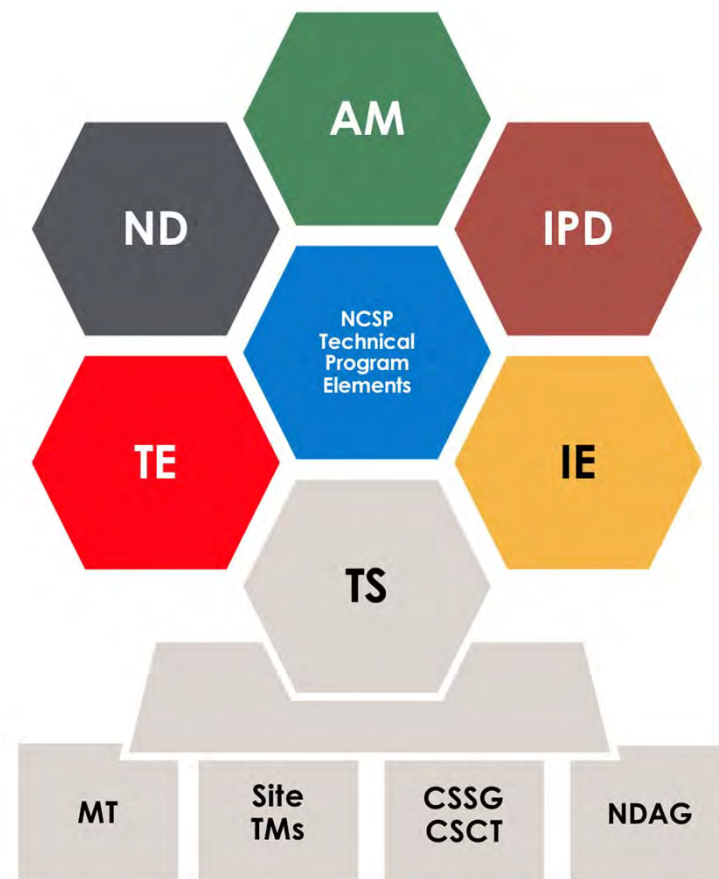 AM
ND
IPD
NCSP
Technical
Program
Elements
TE
IE
TS
MT
Site
TMs
CSSG
CSCT
NDAG